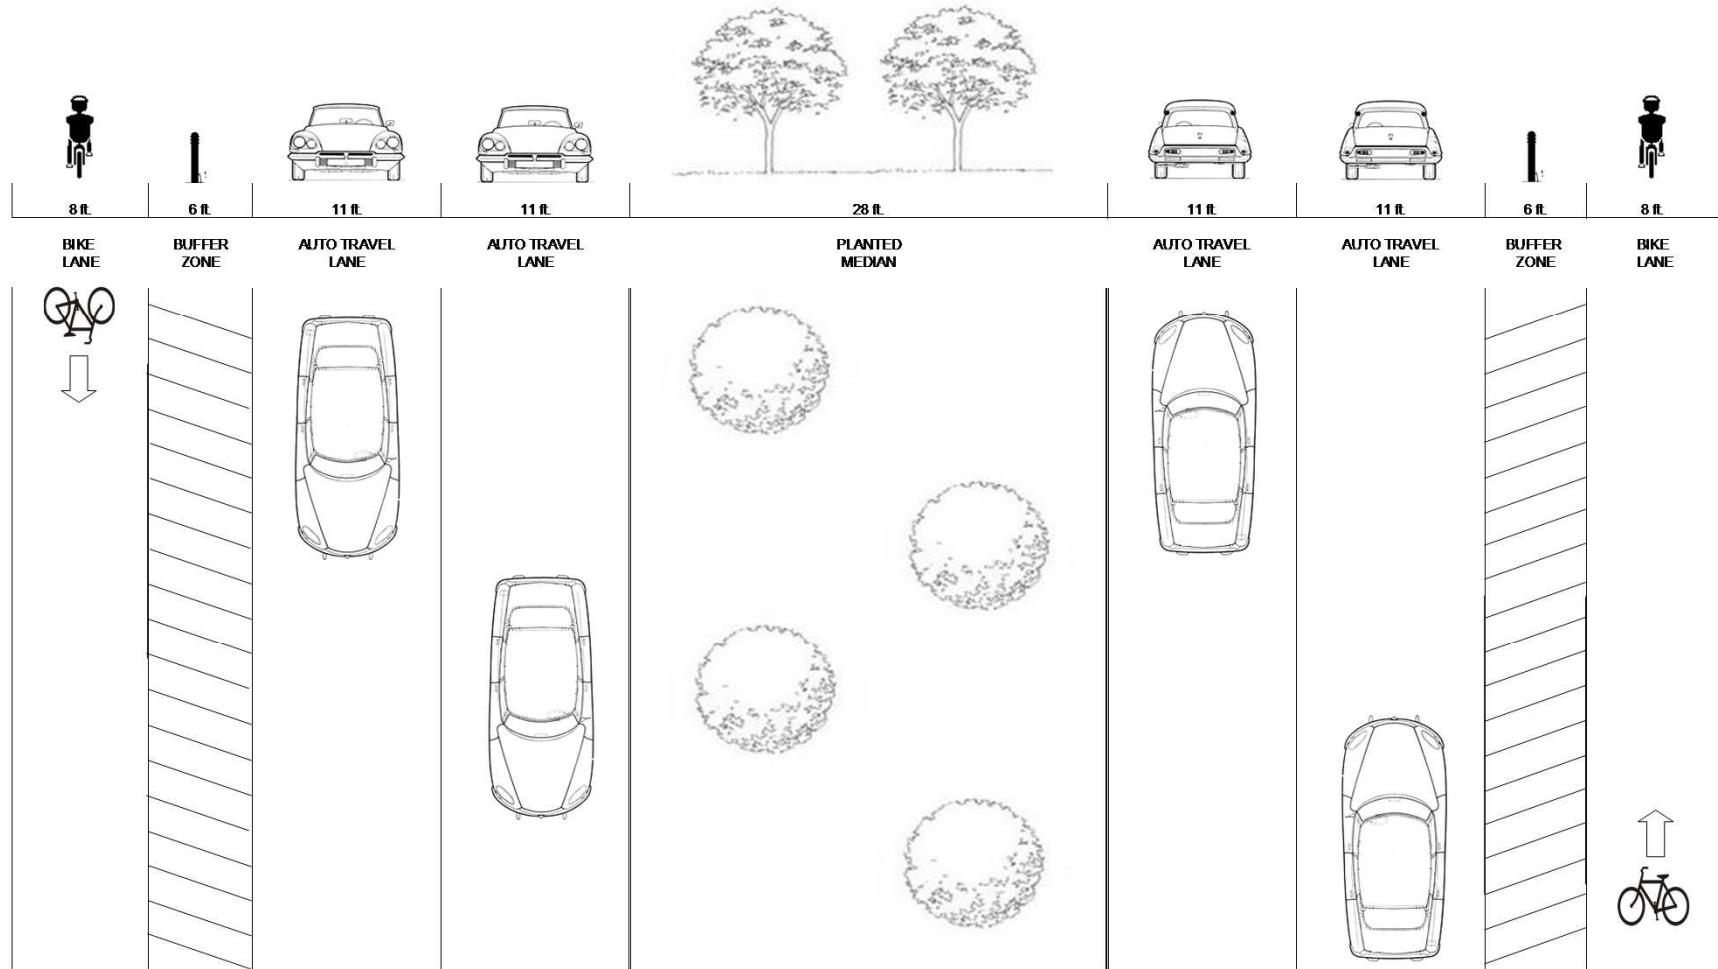 8 ft.
6 ft.
11 ft.
11 ft.
28 ft.
11 ft.
11 ft.
6 ft.
8 ft.
BIKE
LANE
BUFFER
ZONE
AUTO TRAVEL
LANE
AUTO TRAVEL
LANE
PLANTED
MEDIAN
AUTO TRAVEL
LANE
AUTO TRAVEL
LANE
BUFFER
ZONE
BIKE
LANE